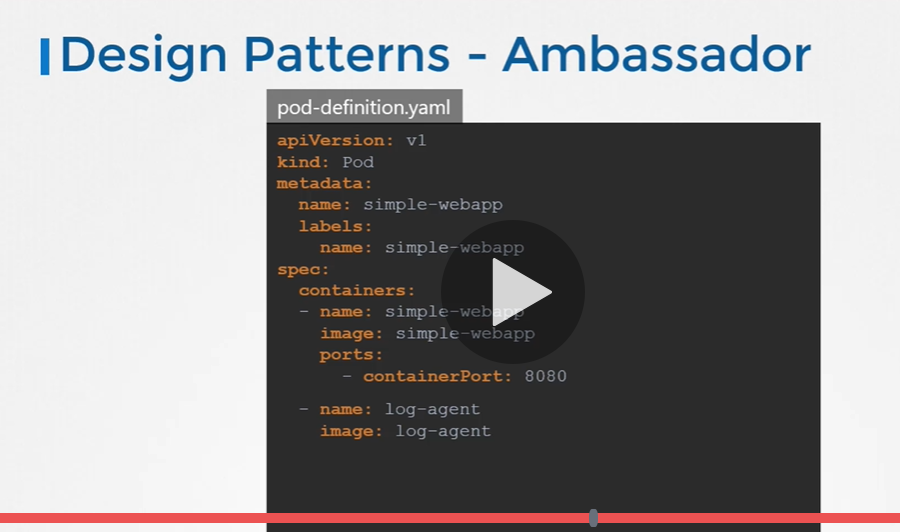 Design Patterns - Ambassador
pod-definition.yaml
apiVersion: v1
kind: Pod
metadata:
  name: simple-webapp
  labels:
    name: simple-webapp
spec:
  containers:
  - name: simple-webapp
    image: simple-webapp
    ports:
      - containerPort: 8080
  - name: log-agent
    image: log-agent